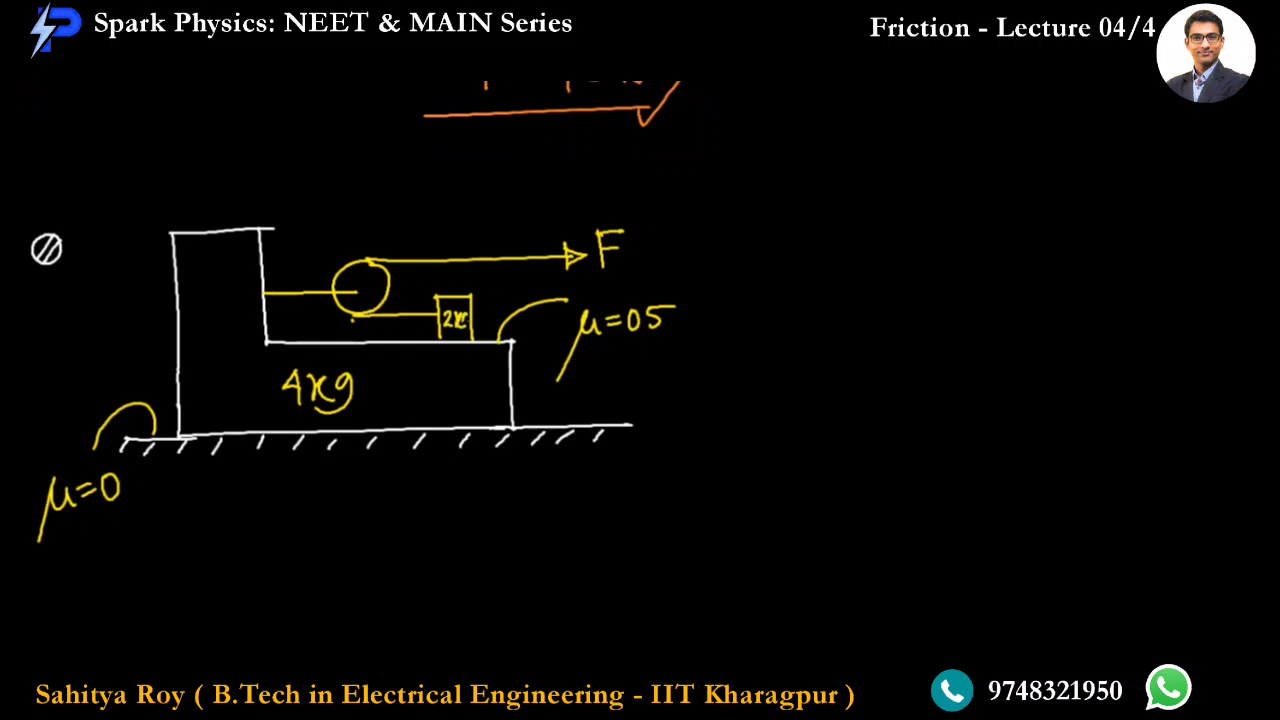 Spark Physics: NEET & MAIN Series
Friction - Lecture 04/4
F
2kg
μ=05
4kg
μ=0
Sahitya Roy ( B.Tech in Electrical Engineering - IIT Kharagpur )
9748321950